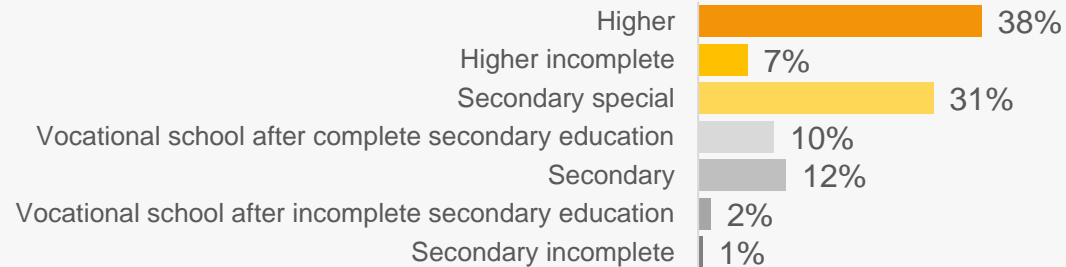 Higher 38%
Higher incomplete 7%
Secondary special 31%
Vocational school after complete secondary education 10%
Secondary 12%
Vocational school after incomplete secondary education 2%
Secondary incomplete 1%